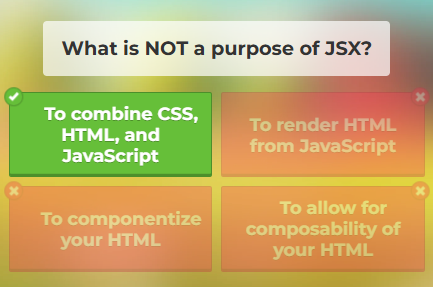 What is NOT a purpose of JSX?
To combine CSS,
HTML, and
JavaScript
To render HTML
from JavaScript
To componentize
your HTML
To allow for
composability of
your HTML